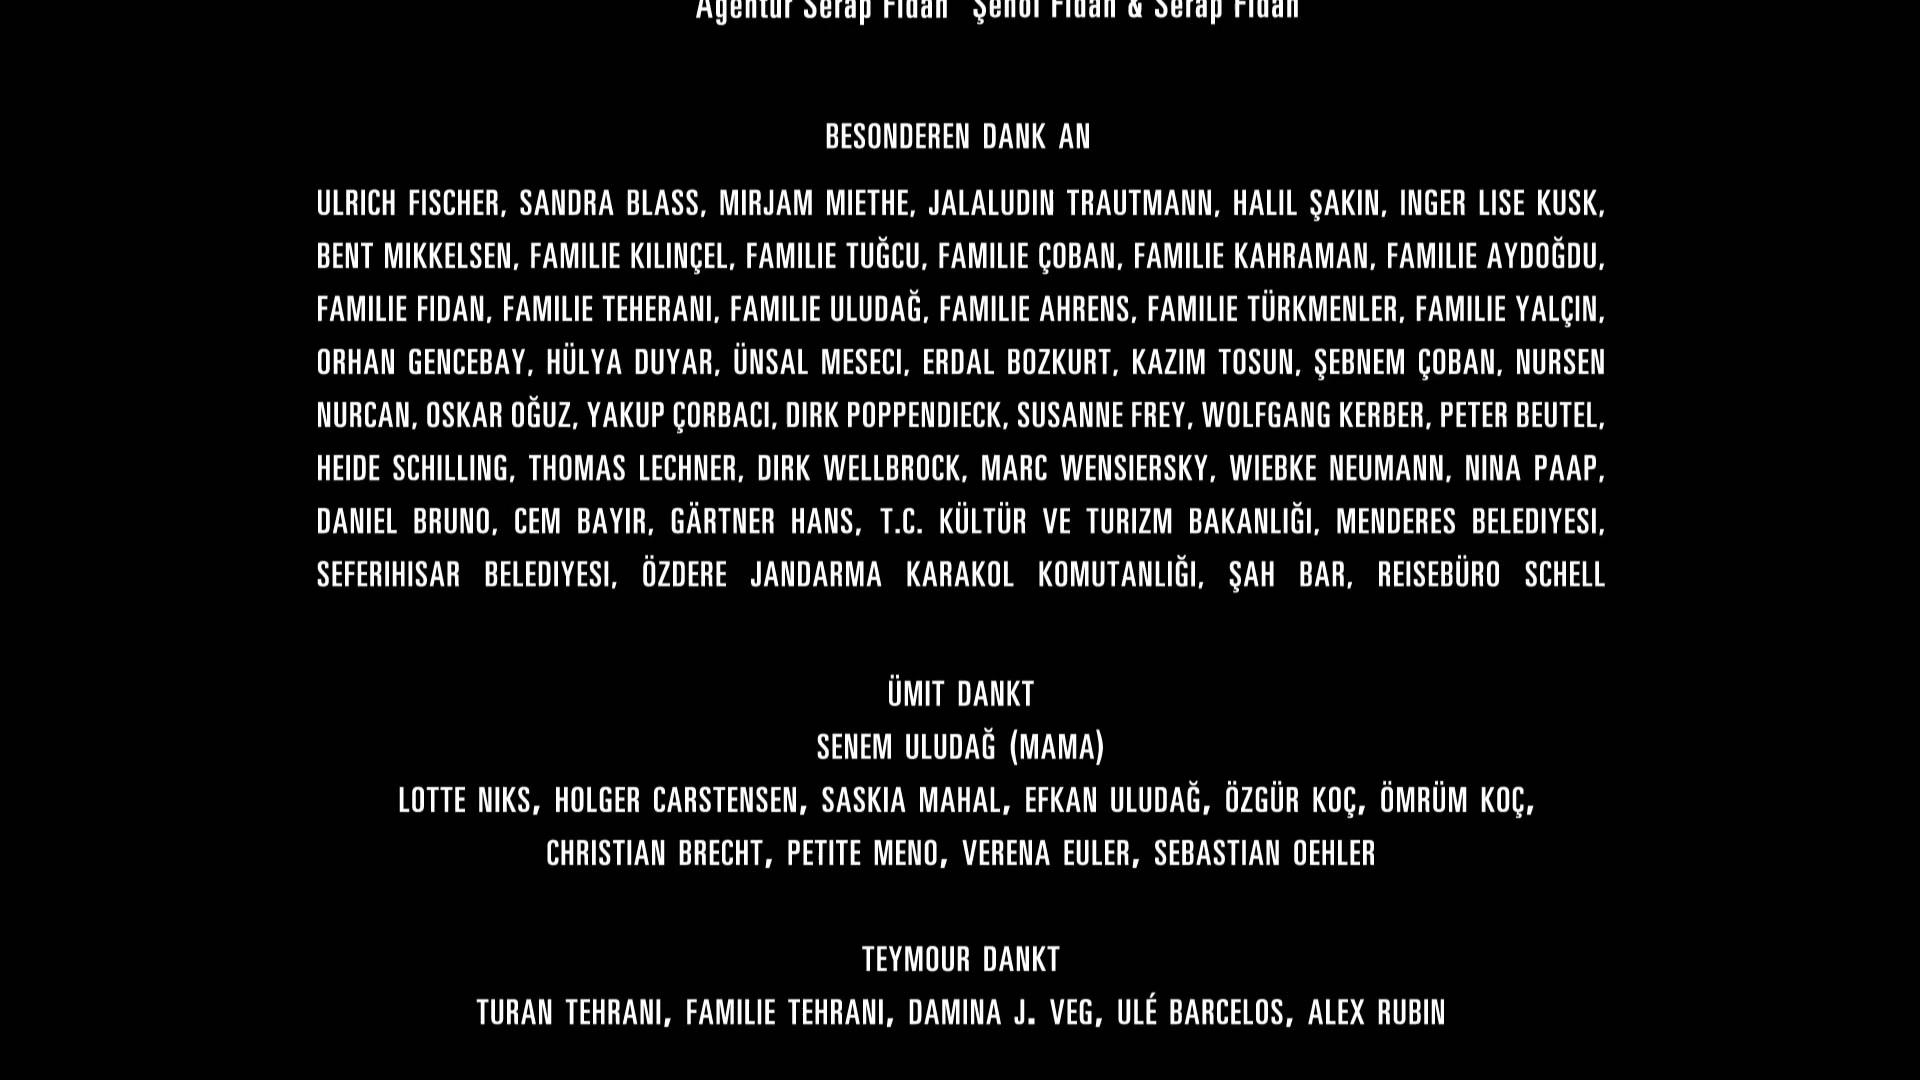 Agentur Serap Fidan Şenol Fidan & Serap Fidan
BESONDEREN DANK AN
ULRICH FISCHER, SANDRA BLASS, MIRJAM MIETHE, JALALUDIN TRAUTMANN, HALIL ŞAKIN, INGER LISE KUSK,
BENT MIKKELSEN, FAMILIE KILINÇEL, FAMILIE TUĞCU, FAMILIE ÇOBAN, FAMILIE KAHRAMAN, FAMILIE AYDOĞDU,
FAMILIE FIDAN, FAMILIE TEHERANI, FAMILIE ULUDAĞ, FAMILIE AHRENS, FAMILIE TÜRKMENLER, FAMILIE YALÇIN,
ORHAN GENCEBAY, HÜLYA DUYAR, ÜNSAL MESECI, ERDAL BOZKURT, KAZIM TOSUN, ŞEBNEM ÇOBAN, NURSEN
NURCAN, OSKAR OĞUZ, YAKUP ÇORBACI, DIRK POPPENDIECK, SUSANNE FREY, WOLFGANG KERBER, PETER BEUTEL,
HEIDE SCHILLING, THOMAS LECHNER, DIRK WELLBROCK, MARC WENSIERSKY, WIEBKE NEUMANN, NINA PAAP,
DANIEL BRUNO, CEM BAYIR, GÄRTNER HANS, T.C. KÜLTÜR VE TURIZM BAKANLIĞI, MENDERES BELEDIYESI,
SEFERIHISAR BELEDIYESI, ÖZDERE JANDARMA KARAKOL KOMUTANLIĞI, ŞAH BAR, REISEBÜRO SCHELL
ÜMIT DANKT
SENEM ULUDAĞ (MAMA)
LOTTE NIKS, HOLGER CARSTENSEN, SASKIA MAHAL, EFKAN ULUDAĞ, ÖZGÜR KOÇ, ÖMRÜM KOÇ,
CHRISTIAN BRECHT, PETITE MENO, VERENA EULER, SEBASTIAN OEHLER
TEYMOUR DANKT
TURAN TEHRANI, FAMILIE TEHRANI, DAMINA J. VEG, ULÉ BARCELOS, ALEX RUBIN